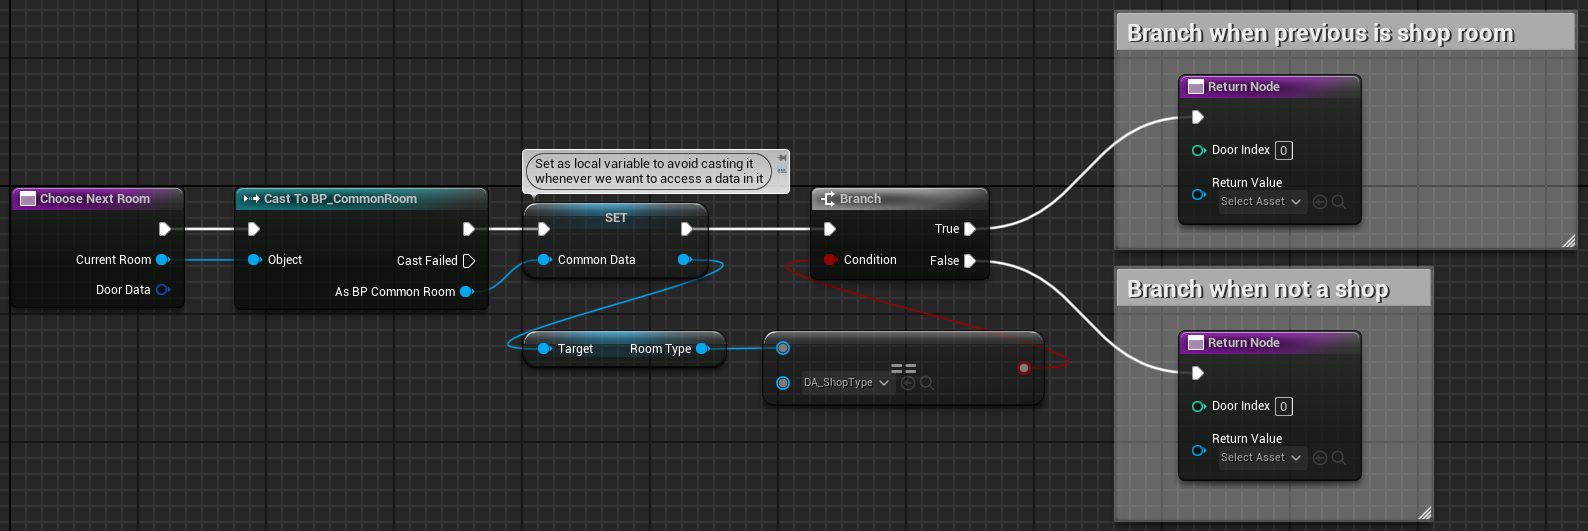 Branch when previous is shop room
Return Node
Door Index 0
Return Value
Select Asset
Set as local variable to avoid casting it
whenever we want to access a data in it
Choose Next Room
Current Room
Door Data
Cast To BP_CommonRoom
Object
Cast Failed
As BP Common Room
SET
Common Data
Branch
True
Condition
False
Target Room Type
==
DA_ShopType
Branch when not a shop
Return Node
Door Index 0
Return Value
Select Asset